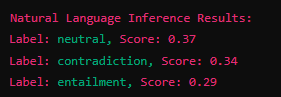 Natural Language Inference Results:
Label: neutral, Score: 0.37
Label: contradiction, Score: 0.34
Label: entailment, Score: 0.29